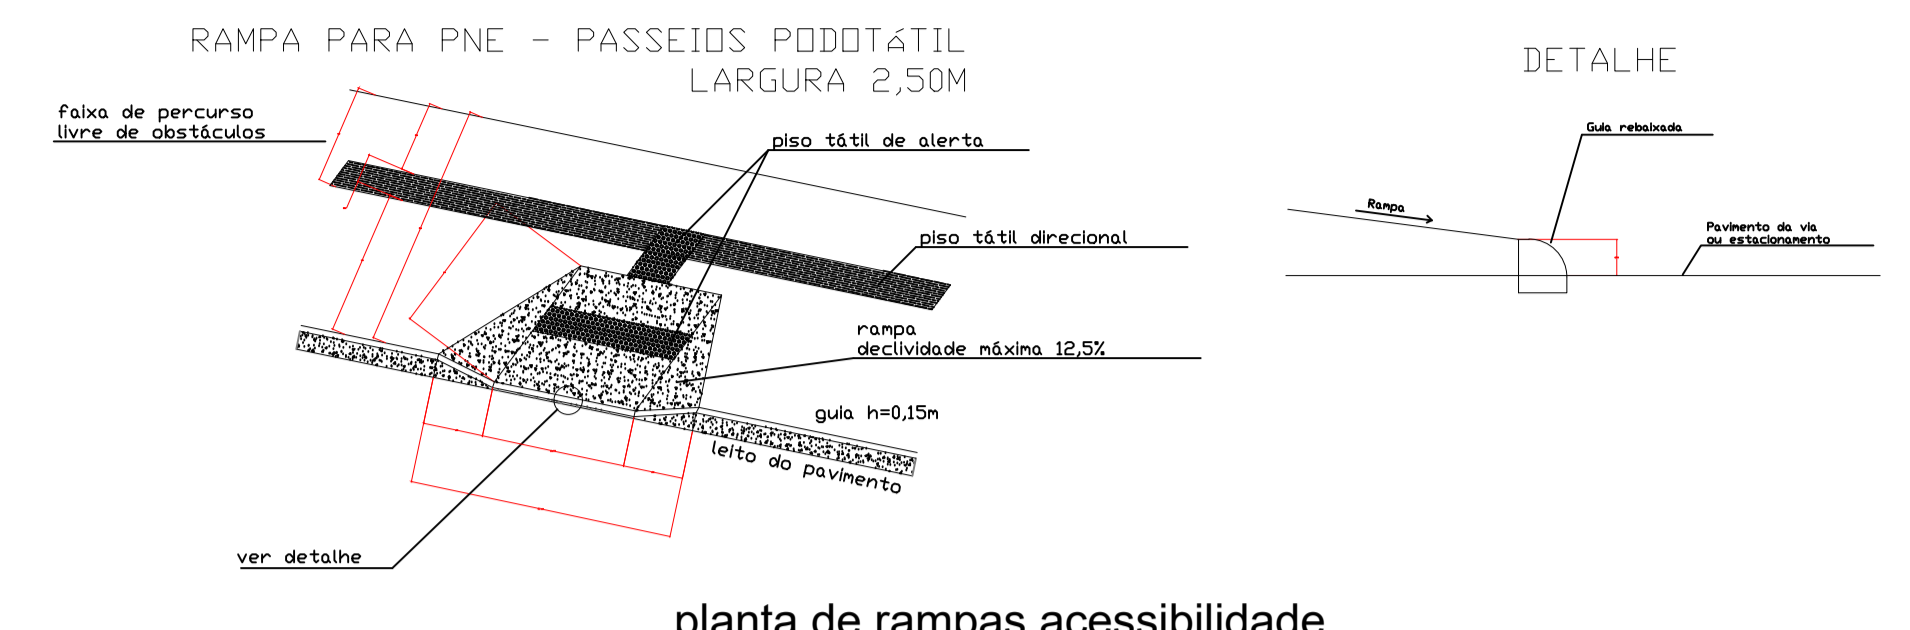 RAMPA PARA PNE - PASSEIOS PODOTáTIL
LARGURA 2,50M
DETALHE
faixa de percurso
livre de obstáculos
piso tátil de alerta
piso tátil direcional
rampa
declividade máxima 12,5%
guia h=0,15m
leito do pavimento
ver detalhe
Guia rebaixada
Rampa
Pavimento da via
ou estacionamento
planta de rampas acessibilidade